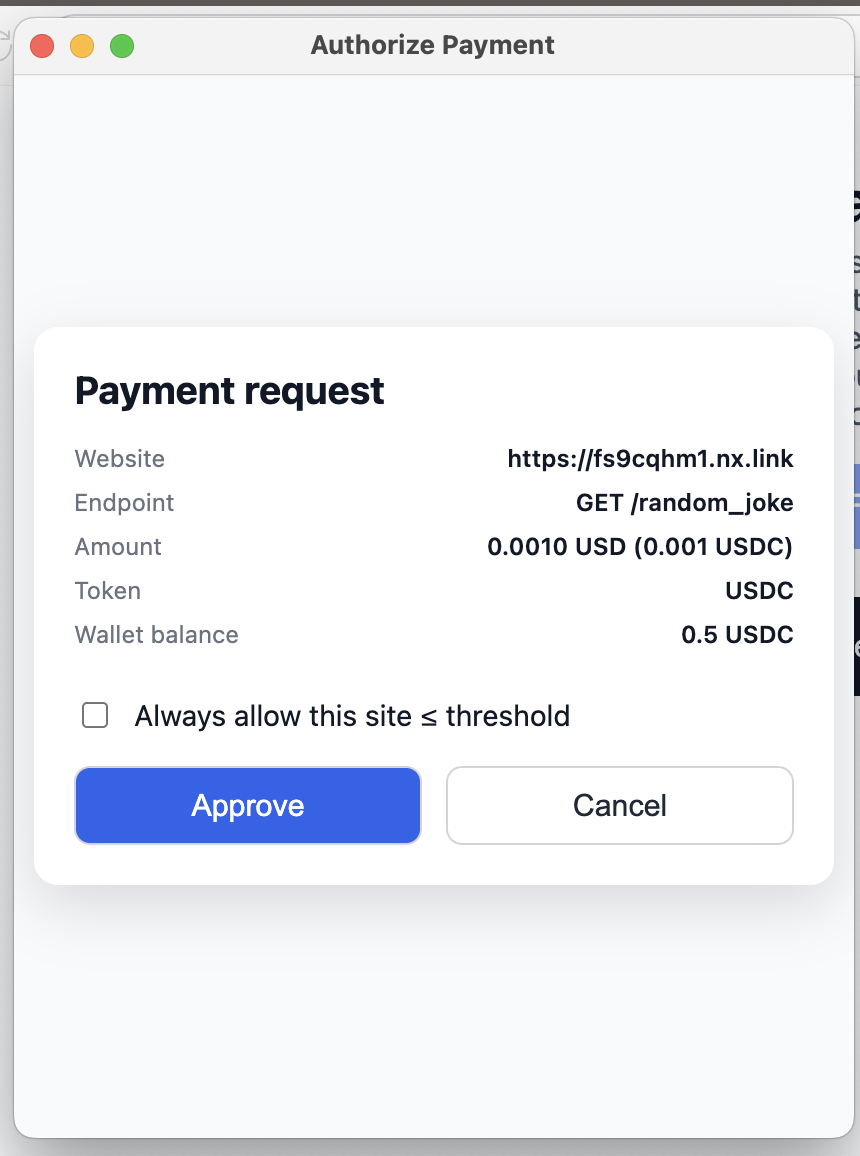 Authorize Payment
Payment request
Website https://fs9cqhm1.nx.link
Endpoint GET /random_joke
Amount 0.0010 USD (0.001 USDC)
Token USDC
Wallet balance 0.5 USDC
Always allow this site ≤ threshold
Approve Cancel